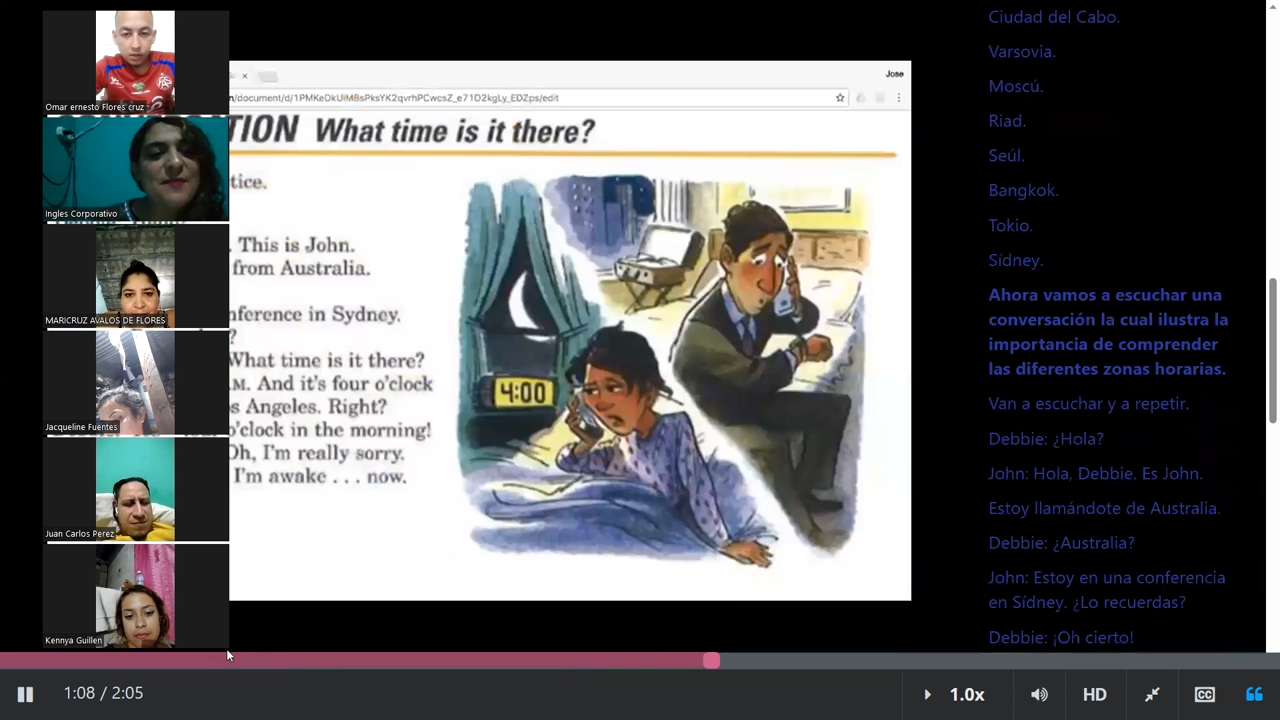 Omar ernesto Flores cruz
Ingles Corporativo
MARICRUZ AVALOS DE FLORES
Jacqueline Fuentes
Juan Carlos Perez
Kennya Guillen
Jose
/document/d/1PMKeDkUiM8sPksYK2qvrhPCwcsZ_e71D2kgLy_EDZps/edit
TION What time is it there?
tice.
. This is John.
from Australia.
nference in Sydney.
?
What time is it there?
.M. And it's four o'clock
s Angeles. Right?
o'clock in the morning!
Oh, I'm really sorry.
I'm awake . . . now.
4:00
Ciudad del Cabo.
Varsovia.
Moscú.
Riad.
Seúl.
Bangkok.
Tokio.
Sídney.
Ahora vamos a escuchar una
conversación la cual ilustra la
importancia de comprender
las diferentes zonas horarias.
Van a escuchar y a repetir.
Debbie: ¿Hola?
John: Hola, Debbie. Es John.
Estoy llamándote de Australia.
Debbie: ¿Australia?
John: Estoy en una conferencia
en Sídney. ¿Lo recuerdas?
Debbie: ¡Oh cierto!
1:08 / 2:05
1.0x
HD
CC